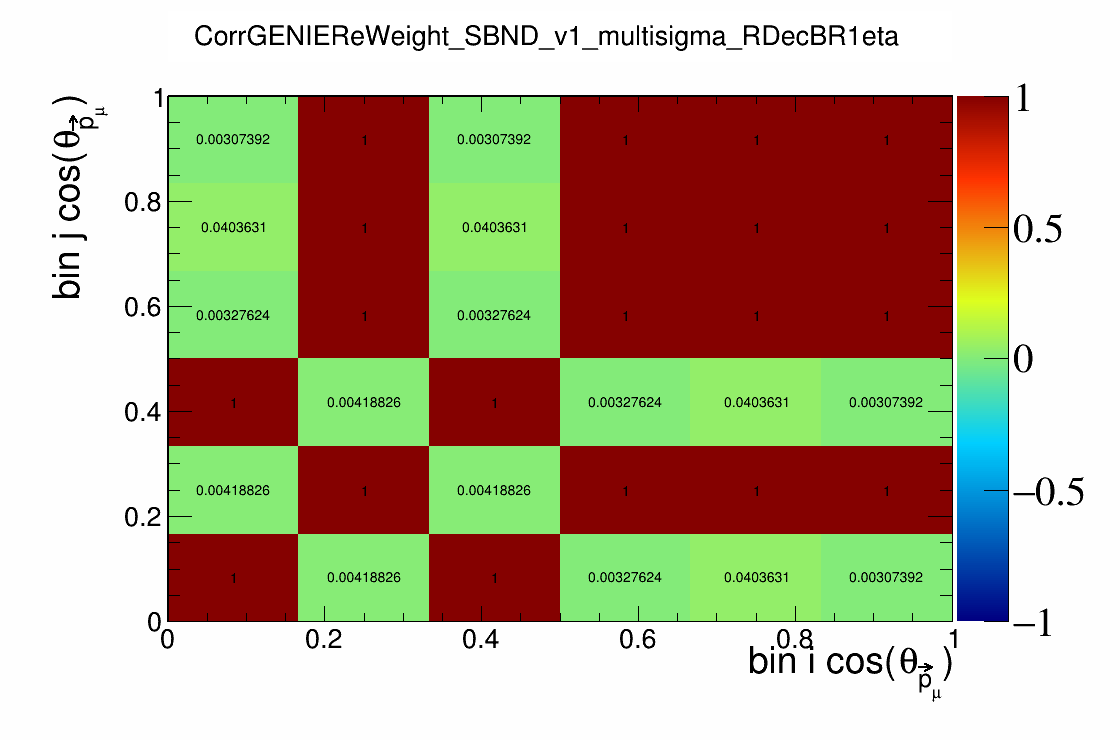 CorrGENIEReWeight_SBND_v1_multisigma_RDecBR1eta
bin j cos(θp⃗μ)
1
0.8
0.6
0.4
0.2
0
0.00307392 1 0.00307392 1 1 1
0.0403631 1 0.0403631 1 1 1
0.00327624 1 0.00327624 1 1 1
1 0.00418826 1 0.00327624 0.0403631 0.00307392
0.00418826 1 0.00418826 1 1 1
1 0.00418826 1 0.00327624 0.0403631 0.00307392
0 0.2 0.4 0.6 0.8 1
bin i cos(θp⃗μ)
1
0.5
0
−0.5
−1